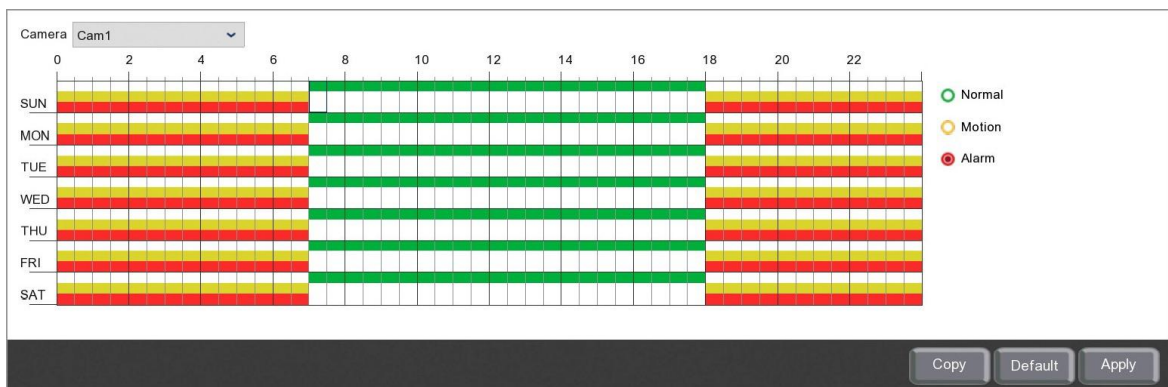 Camera Cam1
0 2 4 6 8 10 12 14 16 18 20 22
SUN
MON
TUE
WED
THU
FRI
SAT
Normal
Motion
Alarm
Copy Default Apply